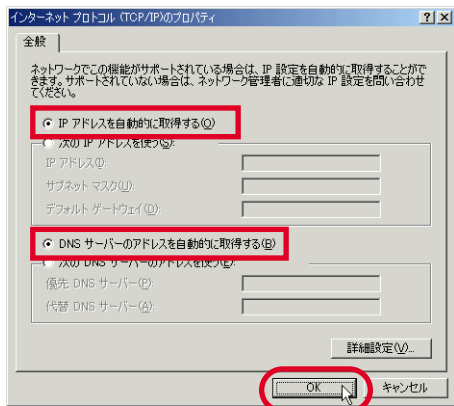 インターネット プロトコル (TCP/IP)のプロパティ
全般
ネットワークでこの機能がサポートされている場合は、IP 設定を自動的に取得することがで
きます。サポートされていない場合は、ネットワーク管理者に適切な IP 設定を問い合わせ
てください。
IP アドレスを自動的に取得する(O)
次の IP アドレスを使う(S):
IP アドレス(I):
サブネット マスク(U):
デフォルト ゲートウェイ(D):
DNS サーバーのアドレスを自動的に取得する(B)
次の DNS サーバーのアドレスを使う(E):
優先 DNS サーバー(P):
代替 DNS サーバー(A):
詳細設定(V)...
OK
キャンセル